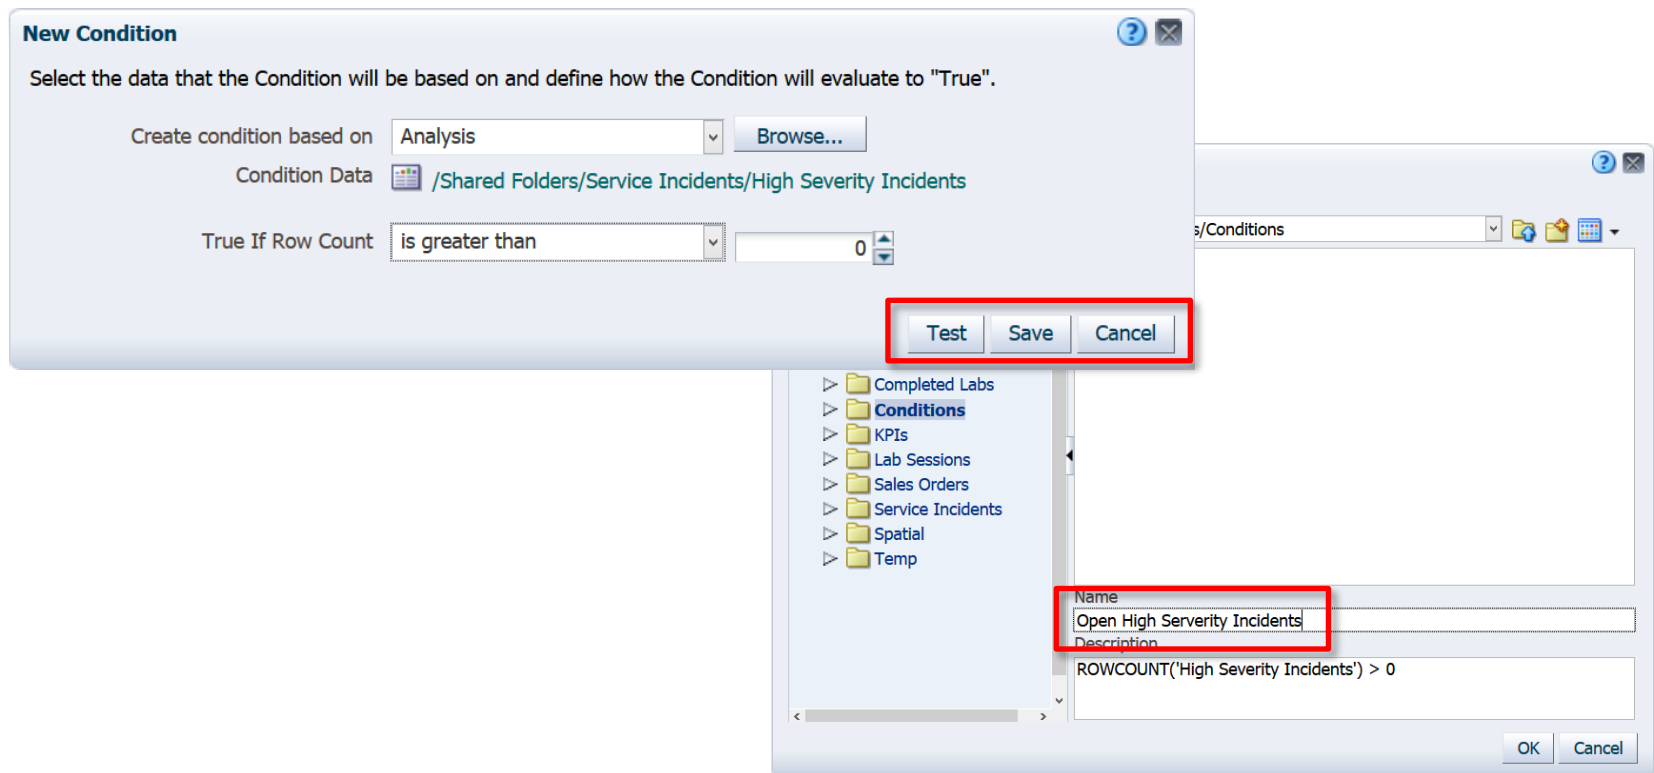 New Condition
Select the data that the Condition will be based on and define how the Condition will evaluate to "True".
Create condition based on Analysis Browse...
Condition Data /Shared Folders/Service Incidents/High Severity Incidents
True If Row Count is greater than 0
Test Save Cancel
s/Conditions
Completed Labs
Conditions
KPIs
Lab Sessions
Sales Orders
Service Incidents
Spatial
Temp
Name
Open High Serverity Incidents
Description
ROWCOUNT('High Severity Incidents') > 0
OK Cancel